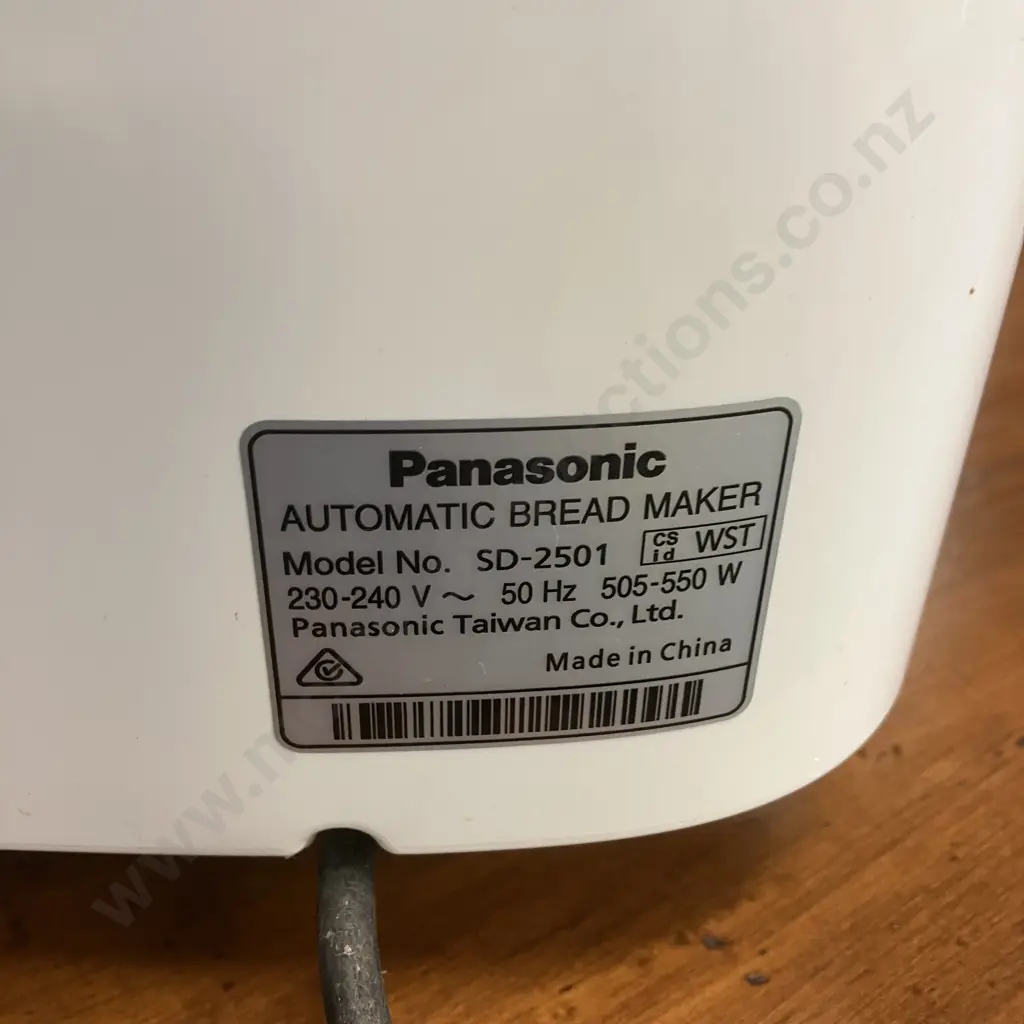 Panasonic
AUTOMATIC BREAD MAKER
Model No. SD-2501 cs id WST
230-240 V ~ 50 Hz 505-550 W
Panasonic Taiwan Co., Ltd.
Made in China